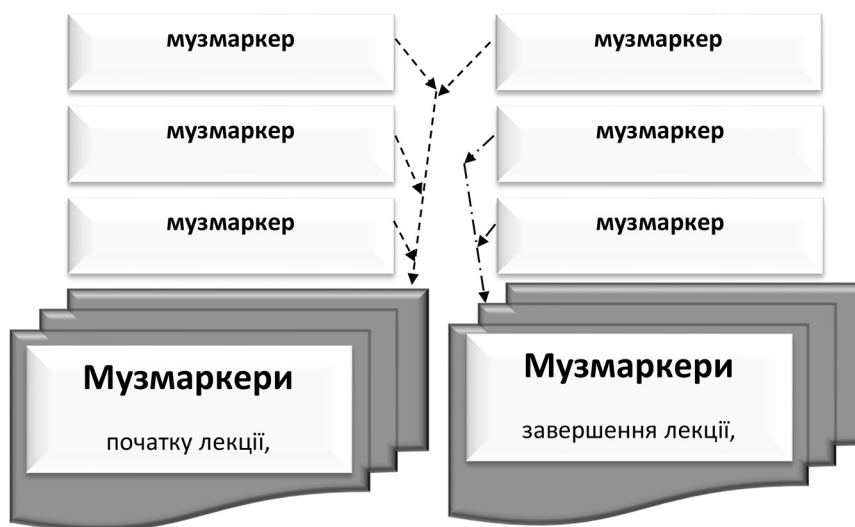 музмаркер
музмаркер
музмаркер
музмаркер
музмаркер
музмаркер
Музмаркери
початку лекції,
Музмаркери
завершення лекції,